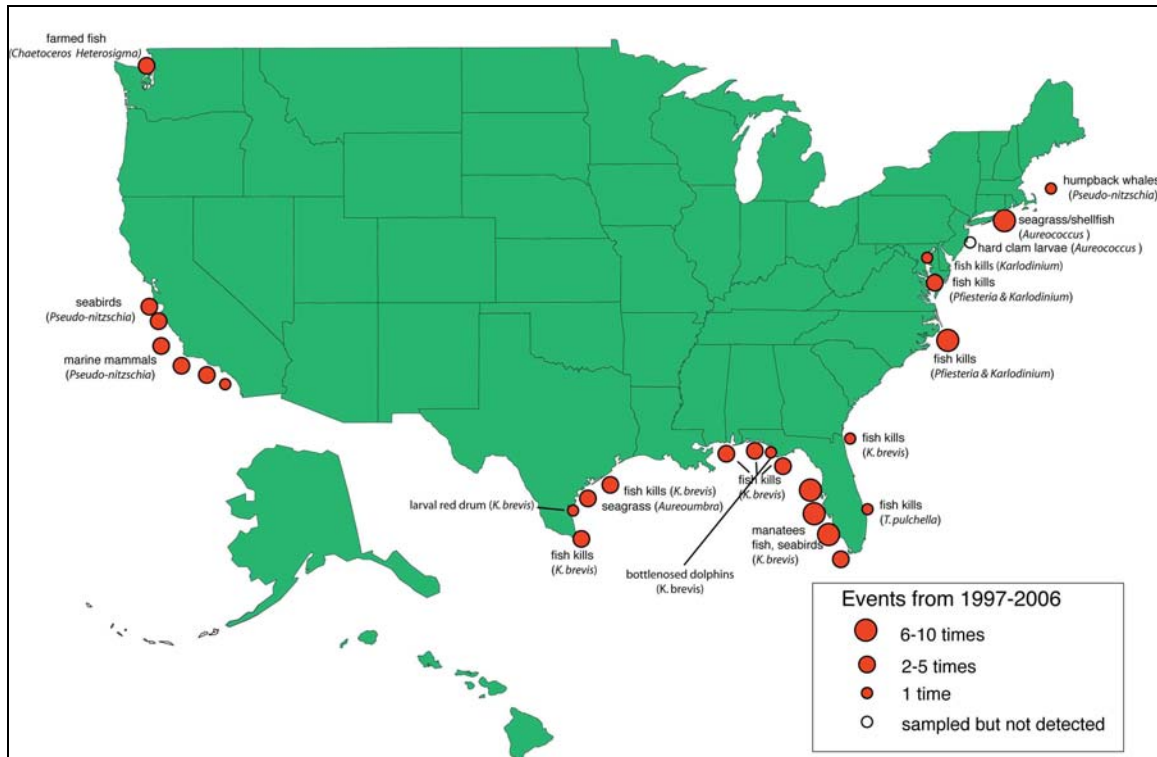 farmed fish
(Chaetoceros Heterosigma)
humpback whales
(Pseudo-nitzschia)
seagrass/shellfish
(Aureococcus )
hard clam larvae (Aureococcus )
fish kills (Karlodinium)
fish kills
(Pfiesteria & Karlodinium)
seabirds
(Pseudo-nitzschia)
marine mammals
(Pseudo-nitzschia)
fish kills
(Pfiesteria & Karlodinium)
fish kills
(K. brevis)
fish kills
(K. brevis)
fish kills (K. brevis)
seagrass (Aureoumbra)
larval red drum (K. brevis)
fish kills
(K. brevis)
fish kills
(T. pulchella)
manatees
fish, seabirds
(K. brevis)
bottlenosed dolphins
(K. brevis)
Events from 1997-2006
6-10 times
2-5 times
1 time
sampled but not detected